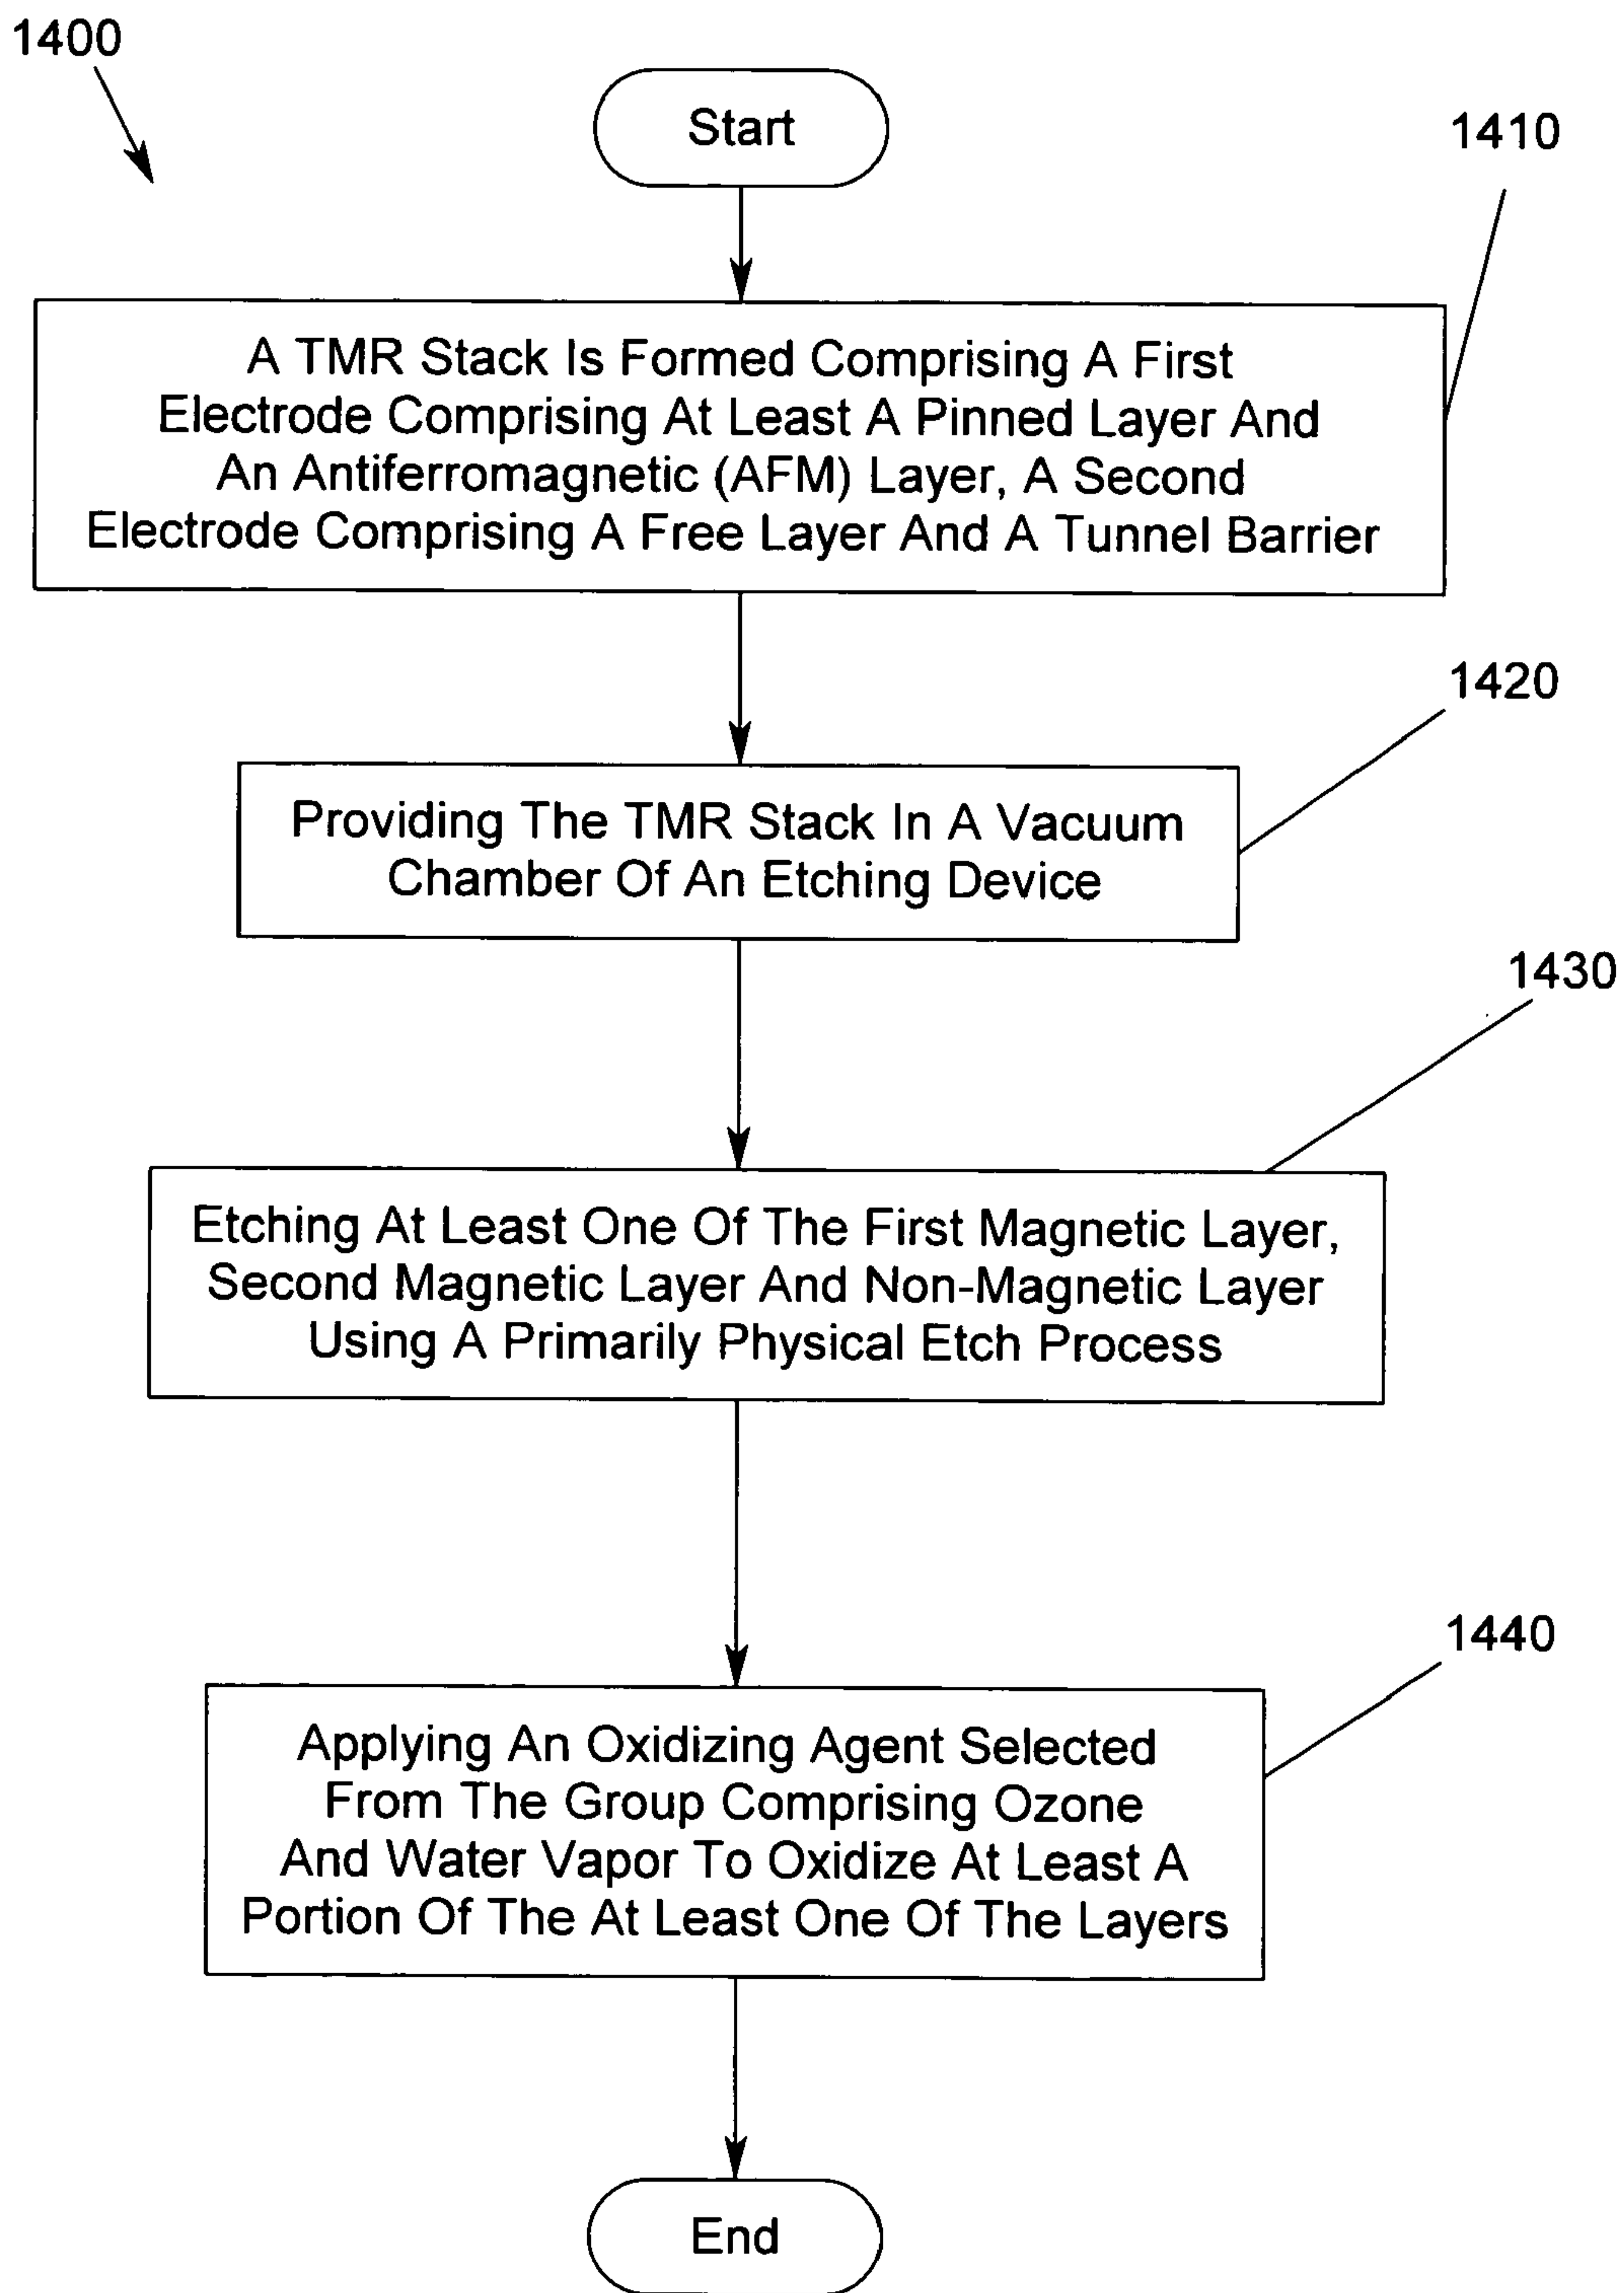 1400
Start
1410
A TMR Stack Is Formed Comprising A First
Electrode Comprising At Least A Pinned Layer And
An Antiferromagnetic (AFM) Layer, A Second
Electrode Comprising A Free Layer And A Tunnel Barrier
1420
Providing The TMR Stack In A Vacuum
Chamber Of An Etching Device
1430
Etching At Least One Of The First Magnetic Layer,
Second Magnetic Layer And Non-Magnetic Layer
Using A Primarily Physical Etch Process
1440
Applying An Oxidizing Agent Selected
From The Group Comprising Ozone
And Water Vapor To Oxidize At Least A
Portion Of The At Least One Of The Layers
End